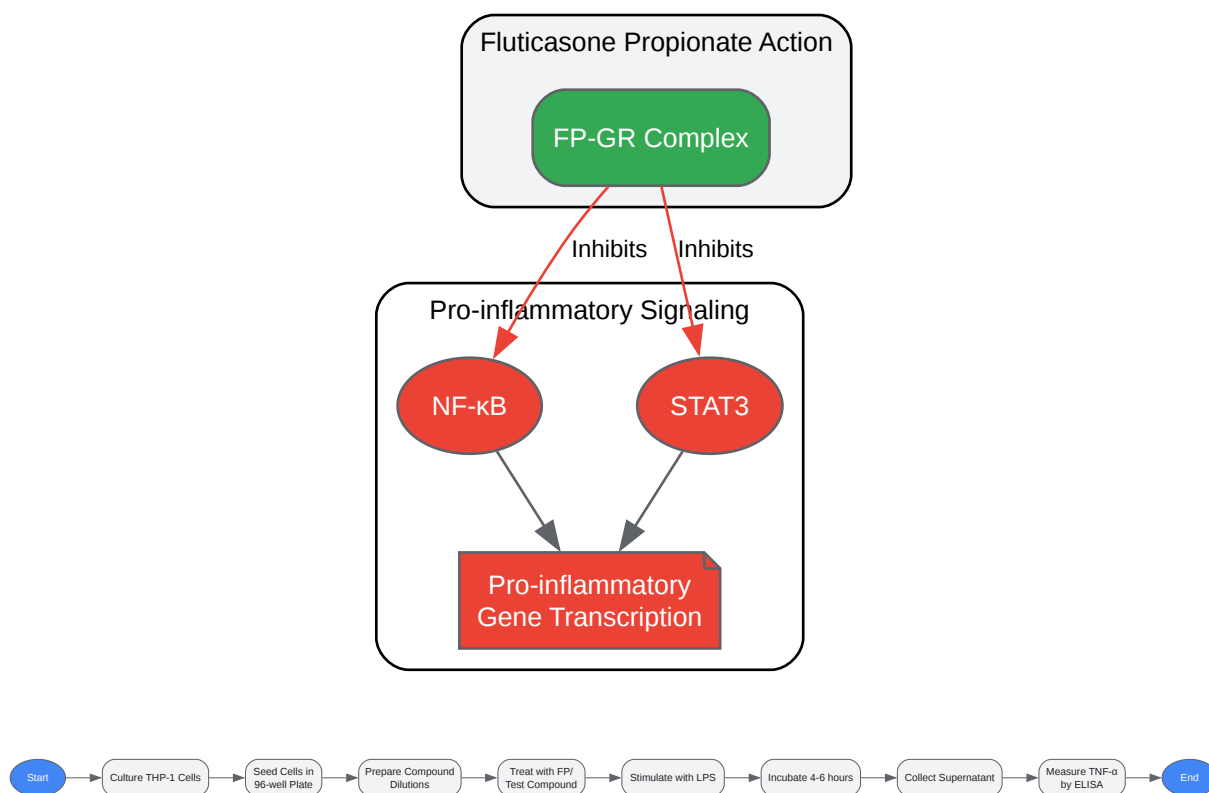 Fluticasone Propionate Action
FP-GR Complex
Inhibits
Inhibits
Pro-inflammatory Signaling
NF-κB
STAT3
Pro-inflammatory
Gene Transcription
Start
Culture THP-1 Cells
Seed Cells in
96-well Plate
Prepare Compound
Dilutions
Treat with FP/
Test Compound
Stimulate with LPS
Incubate 4-6 hours
Collect Supernatant
Measure TNF-α
by ELISA
End